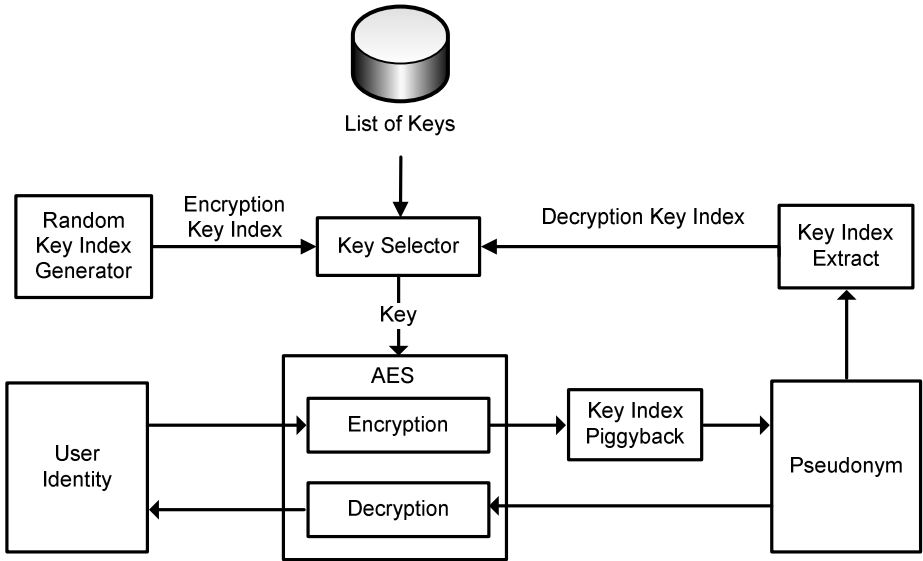 List of Keys
Random
Key Index
Generator
Encryption
Key Index
Key Selector
Decryption Key Index
Key Index
Extract
Key
AES
User
Identity
Encryption
Key Index
Piggyback
Pseudonym
Decryption